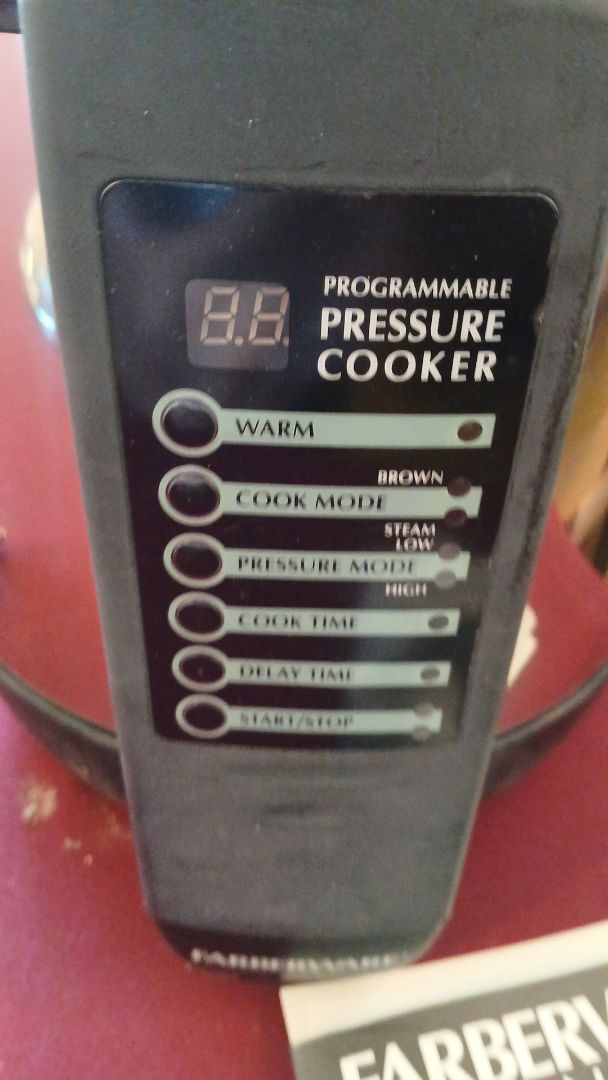 PROGRAMMABLE
PRESSURE
COOKER
WARM
BROWN
COOK MODE
STEAM
LOW
PRESSURE MODE
HIGH
COOK TIME
DELAY TIME
START/STOP
FARBERWARE
FARBERW